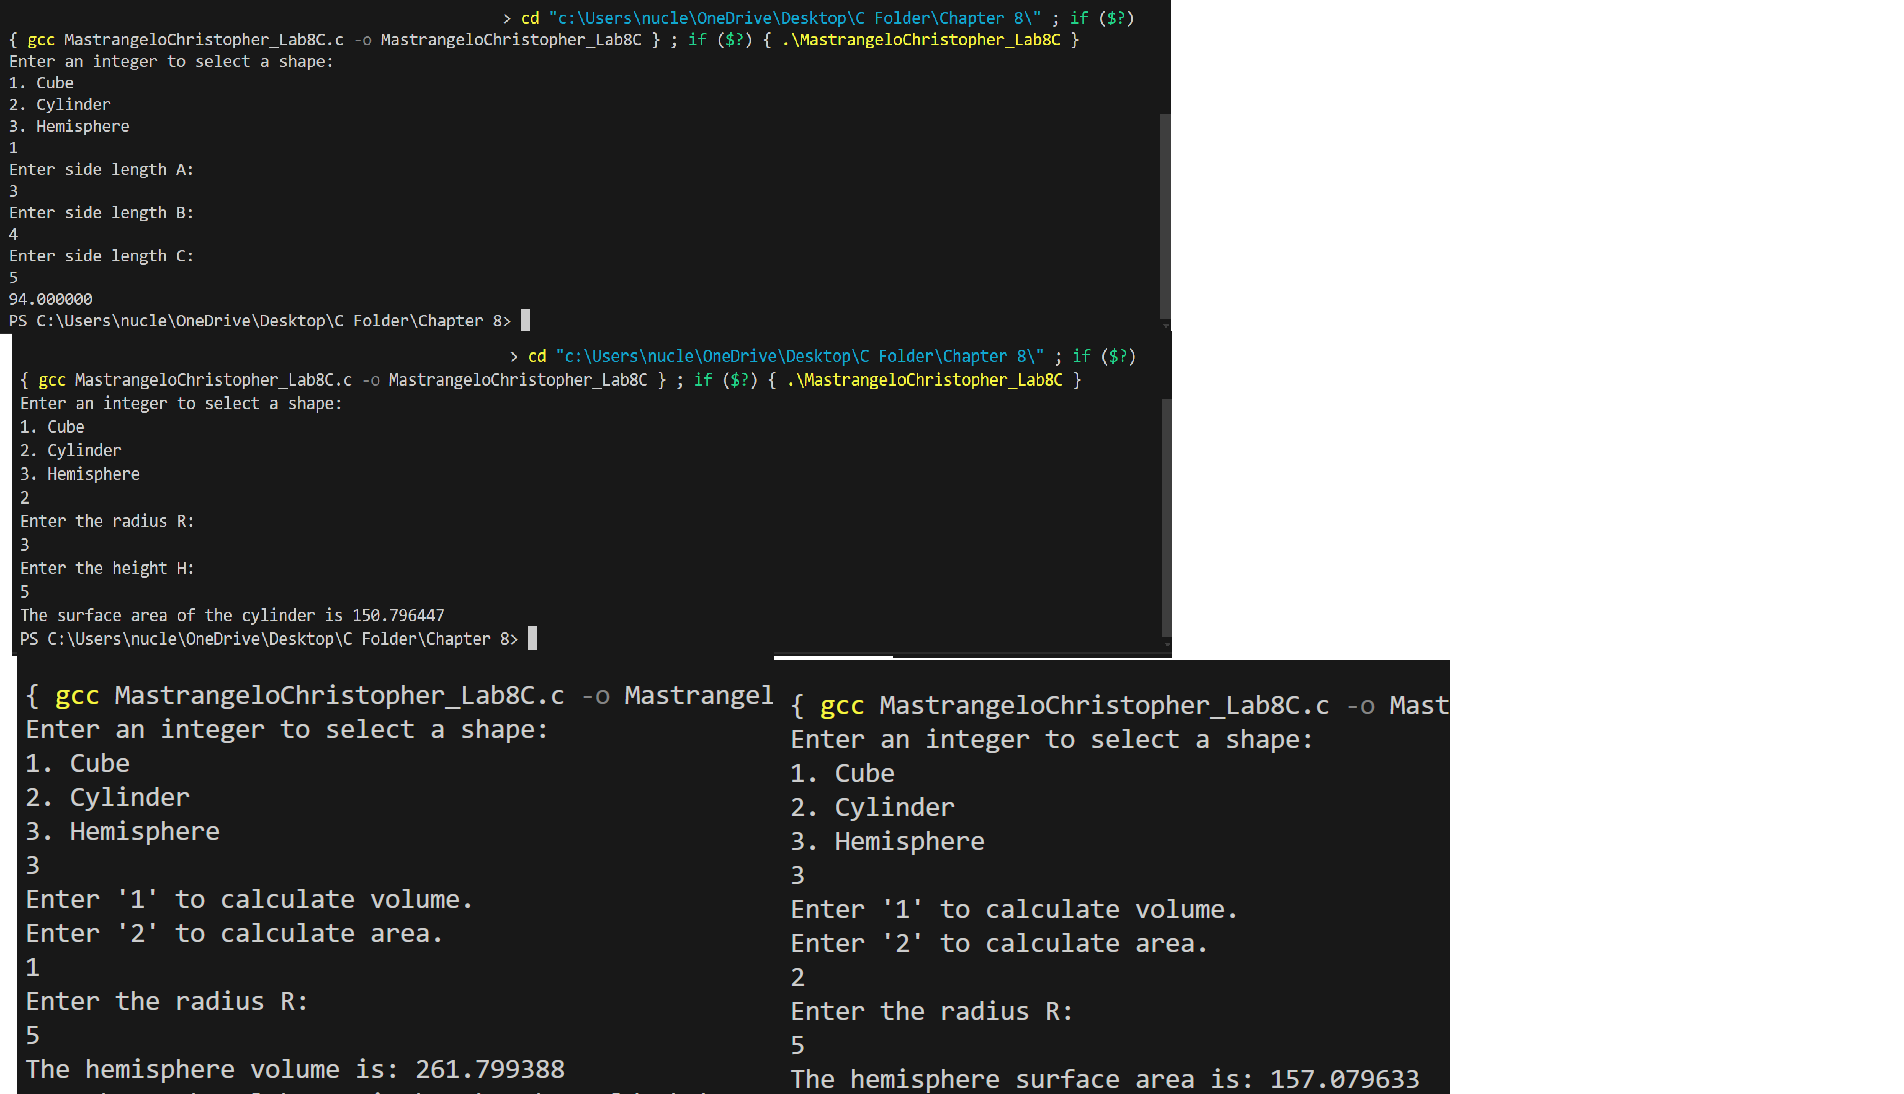 > cd "c:\Users\nucle\OneDrive\Desktop\C Folder\Chapter 8\" ; if ($?)
{ gcc MastrangeloChristopher_Lab8C.c -o MastrangeloChristopher_Lab8C } ; if ($?) { .\MastrangeloChristopher_Lab8C }
Enter an integer to select a shape:
1. Cube
2. Cylinder
3. Hemisphere
1
Enter side length A:
3
Enter side length B:
4
Enter side length C:
5
94.000000
PS C:\Users\nucle\OneDrive\Desktop\C Folder\Chapter 8>
> cd "c:\Users\nucle\OneDrive\Desktop\C Folder\Chapter 8\" ; if ($?)
{ gcc MastrangeloChristopher_Lab8C.c -o MastrangeloChristopher_Lab8C } ; if ($?) { .\MastrangeloChristopher_Lab8C }
Enter an integer to select a shape:
1. Cube
2. Cylinder
3. Hemisphere
2
Enter the radius R:
3
Enter the height H:
5
The surface area of the cylinder is 150.796447
PS C:\Users\nucle\OneDrive\Desktop\C Folder\Chapter 8>
{ gcc MastrangeloChristopher_Lab8C.c -o Mastrangel
Enter an integer to select a shape:
1. Cube
2. Cylinder
3. Hemisphere
3
Enter '1' to calculate volume.
Enter '2' to calculate area.
1
Enter the radius R:
5
The hemisphere volume is: 261.799388
{ gcc MastrangeloChristopher_Lab8C.c -o Mast
Enter an integer to select a shape:
1. Cube
2. Cylinder
3. Hemisphere
3
Enter '1' to calculate volume.
Enter '2' to calculate area.
2
Enter the radius R:
5
The hemisphere surface area is: 157.079633